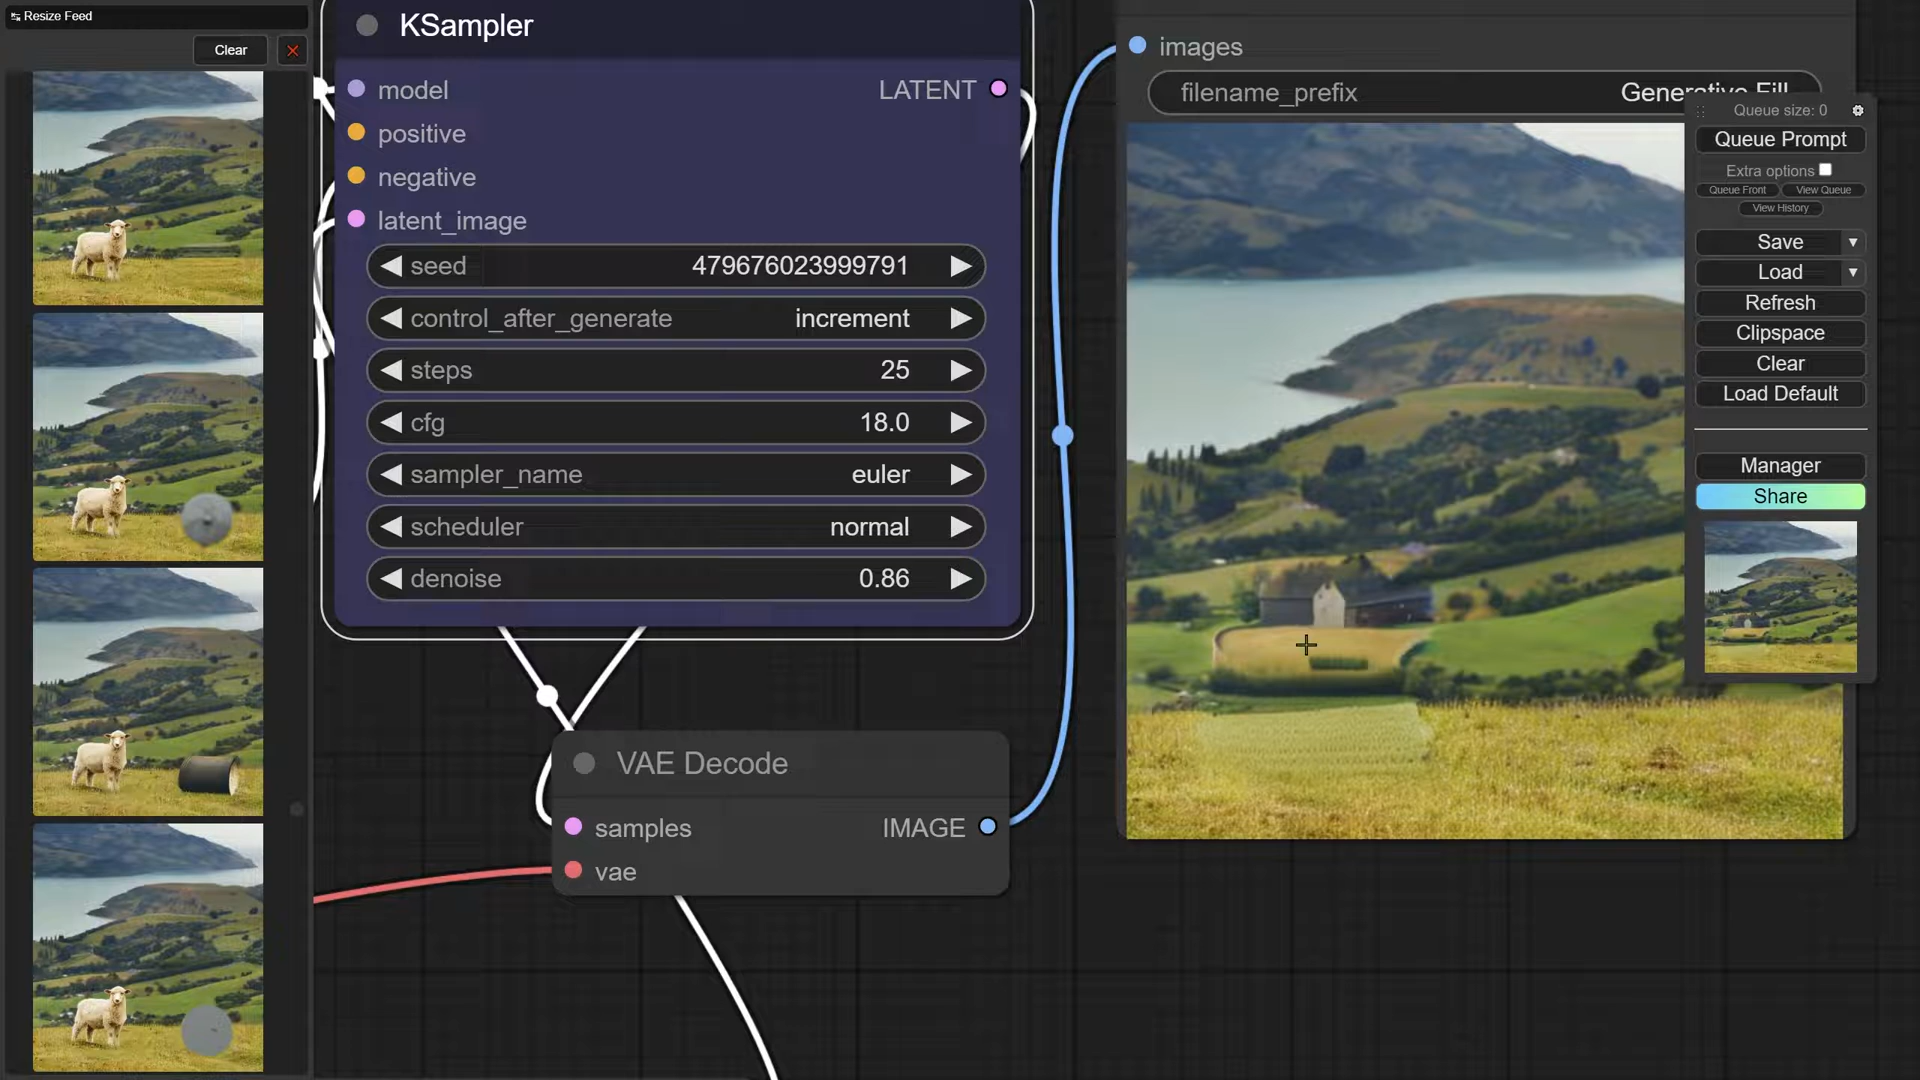 Resize Feed
Clear
KSampler
model
LATENT
positive
negative
latent_image
seed 479676023999791
control_after_generate increment
steps 25
cfg 18.0
sampler_name euler
scheduler normal
denoise 0.86
VAE Decode
samples
IMAGE
vae
images
filename_prefix Generative Fill
Queue size: 0
Queue Prompt
Extra options
Queue Front View Queue
View History
Save
Load
Refresh
Clipspace
Clear
Load Default
Manager
Share